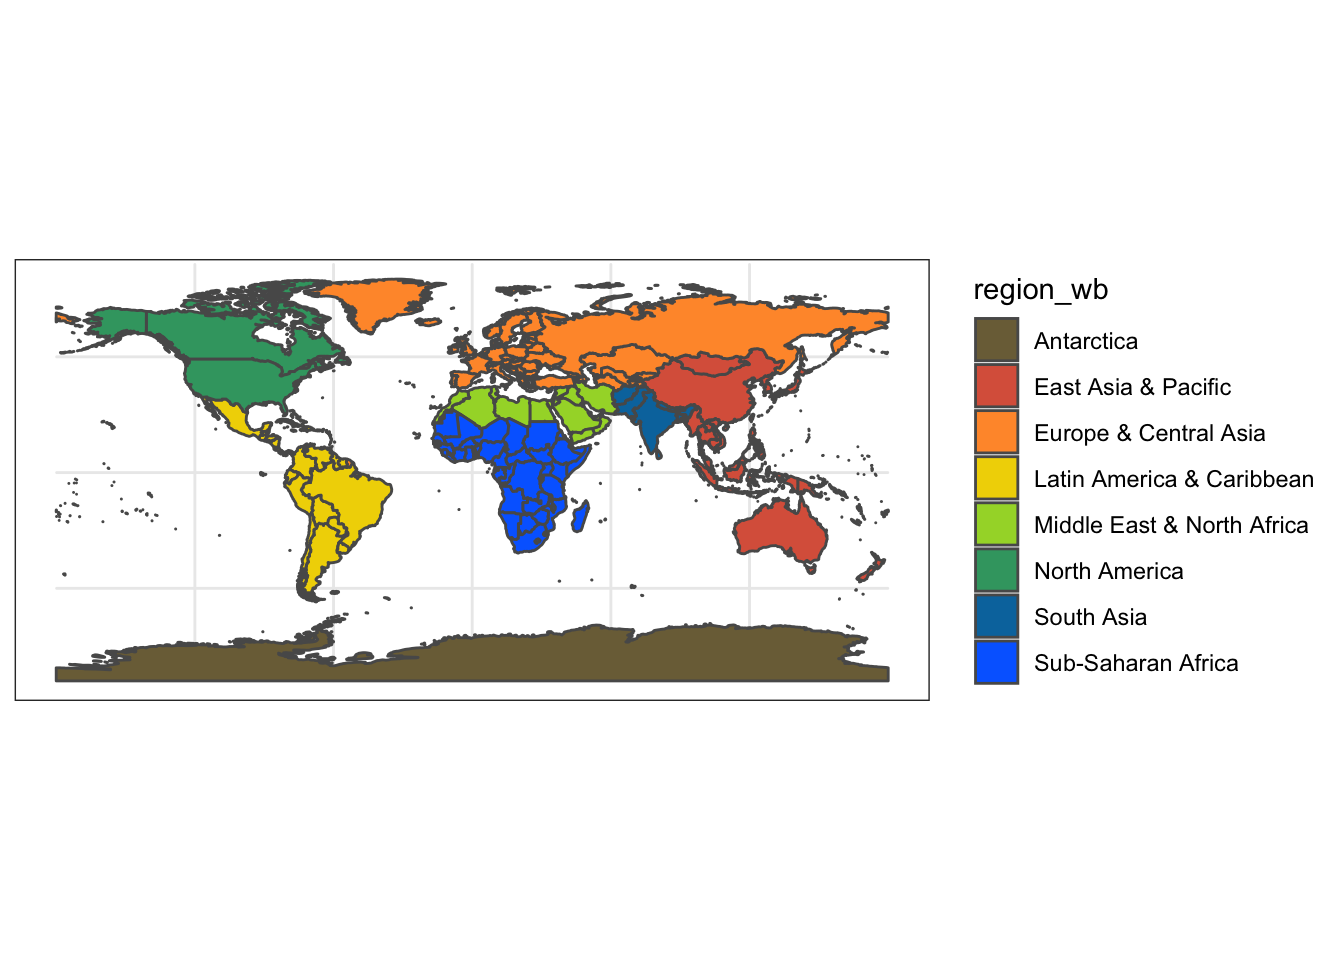 region_wb
Antarctica
East Asia & Pacific
Europe & Central Asia
Latin America & Caribbean
Middle East & North Africa
North America
South Asia
Sub-Saharan Africa